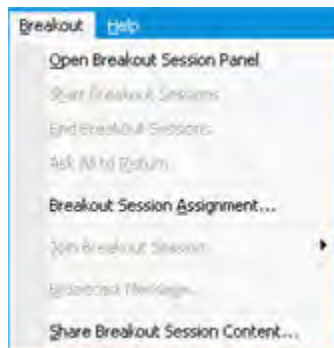 Breakout Help
Open Breakout Session Panel
Start Breakout Sessions
End Breakout Sessions
Ask All to Return...
Breakout Session Assignment...
Join Breakout Session
Broadcast Message...
Share Breakout Session Content...